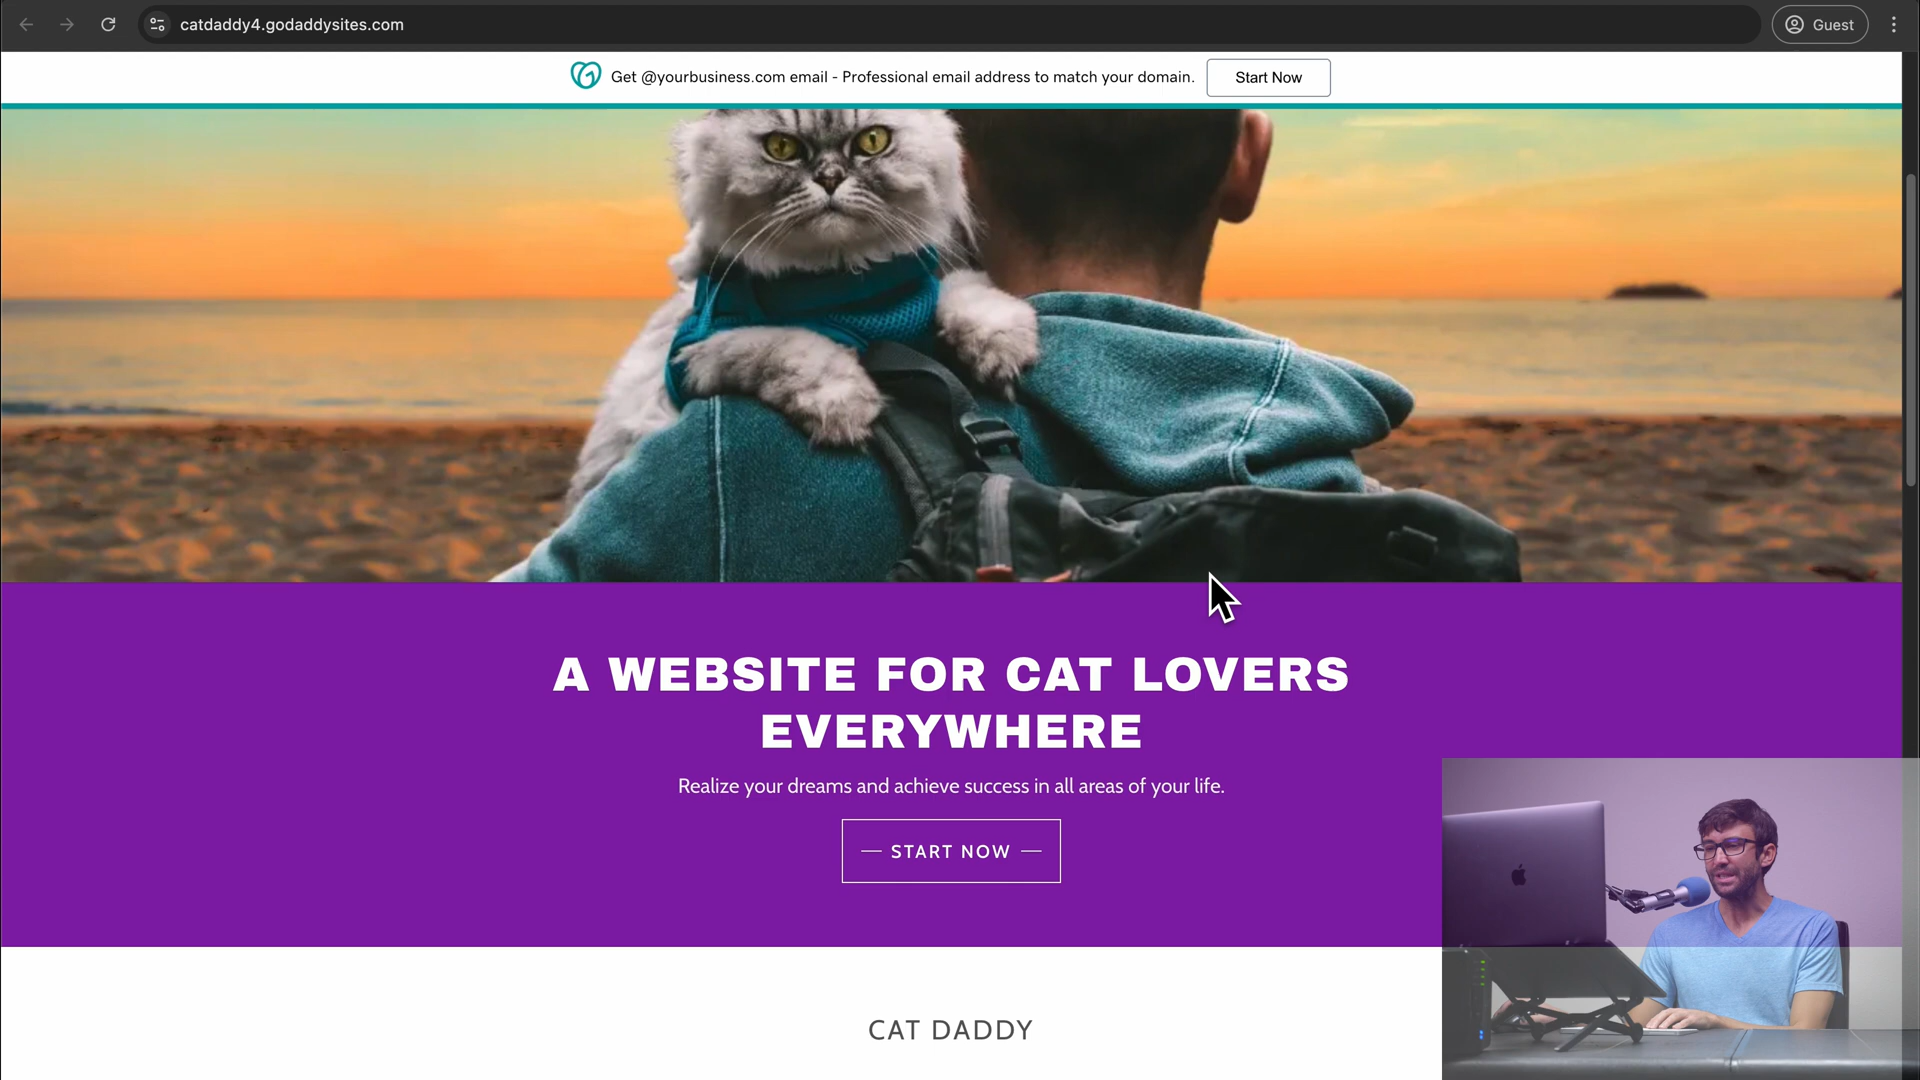 catdaddy4.godaddysites.com
Guest
Get @yourbusiness.com email - Professional email address to match your domain.
Start Now
A WEBSITE FOR CAT LOVERS
EVERYWHERE
Realize your dreams and achieve success in all areas of your life.
START NOW
CAT DADDY